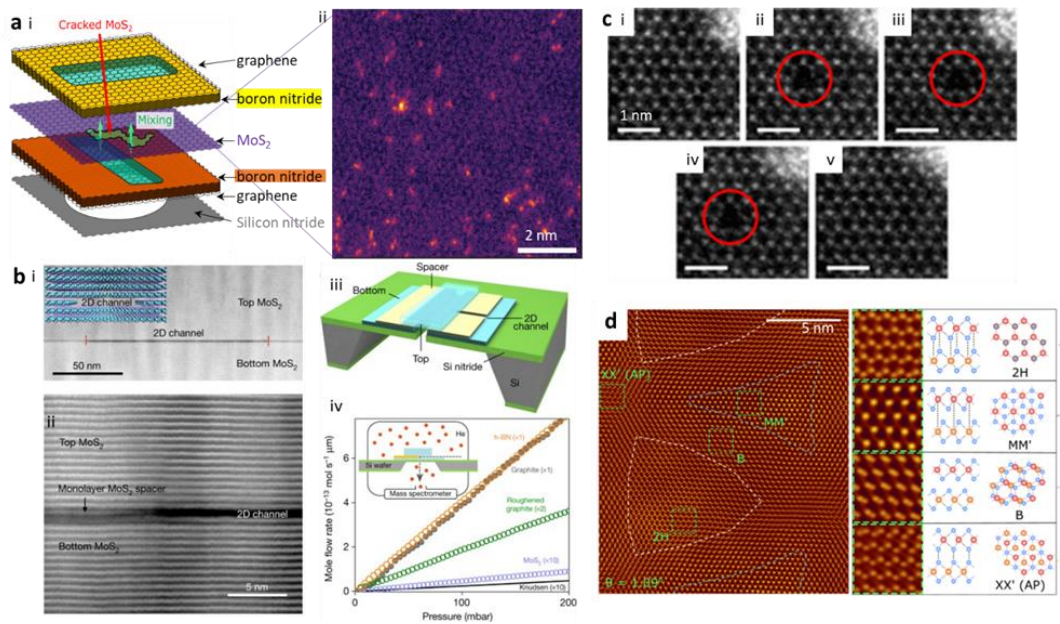 a
i
Cracked MoS₂
graphene
boron nitride
Mixing
MoS₂
boron nitride
graphene
Silicon nitride
ii
2 nm
b
i
2D channel
Top MoS₂
2D channel
50 nm
Bottom MoS₂
ii
Top MoS₂
Monolayer MoS₂ spacer
2D channel
Bottom MoS₂
5 nm
iii
Spacer
Bottom
2D channel
Top
Si nitride
Si
iv
Mole flow rate (10⁻¹³ mol s⁻¹ µm)
8
6
4
2
0
0
100
200
Pressure (mbar)
He
Si wafer
Mass spectrometer
h-BN (×1)
Graphite (×1)
Roughened
graphite (×2)
MoS₂ (×10)
Knudsen (×10)
c
i
1 nm
ii
iii
iv
v
d
5 nm
XX' (AP)
MM'
B
2H
θ = 1.89°
2H
MM'
B
XX' (AP)